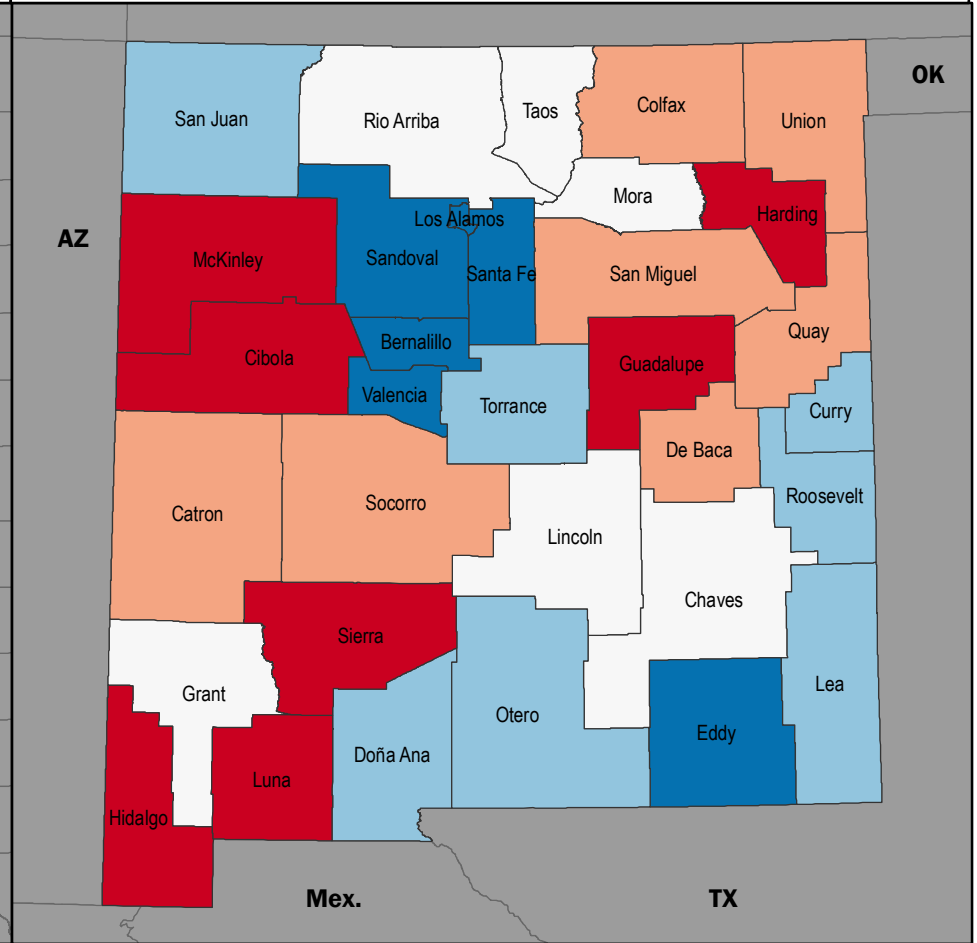 OK
Colfax
Taos
San Juan
Rio Arriba
Union
Mora
Harding
Los Alamos
AZ
McKinley
Sandoval
Santa Fe
San Miguel
Quay
Bernalillo
Cibola
Guadalupe
Valencia
Torrance
Curry
De Baca
Roosevelt
Catron
Socorro
Lincoln
Chaves
Sierra
Lea
Grant
Otero
Eddy
Doña Ana
Luna
Hidalgo
Mex.
TX